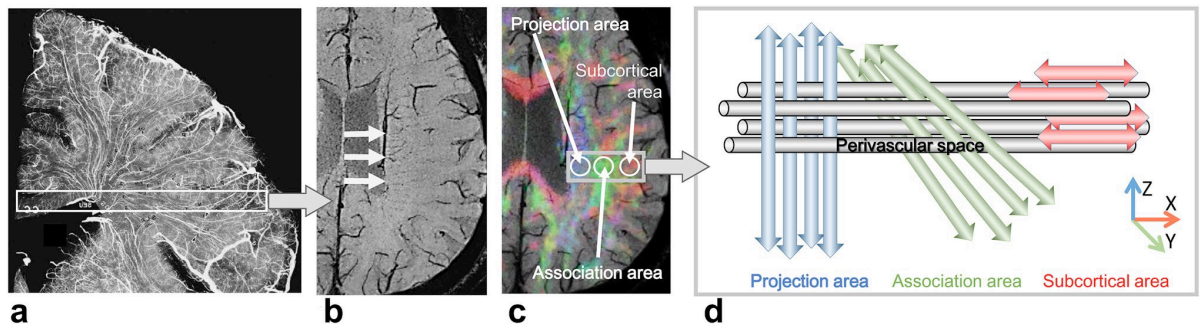 Projection area
Subcortical
area
Association area
Perivascular space
Z
X
Y
Projection area
Association area
Subcortical area
a
b
c
d